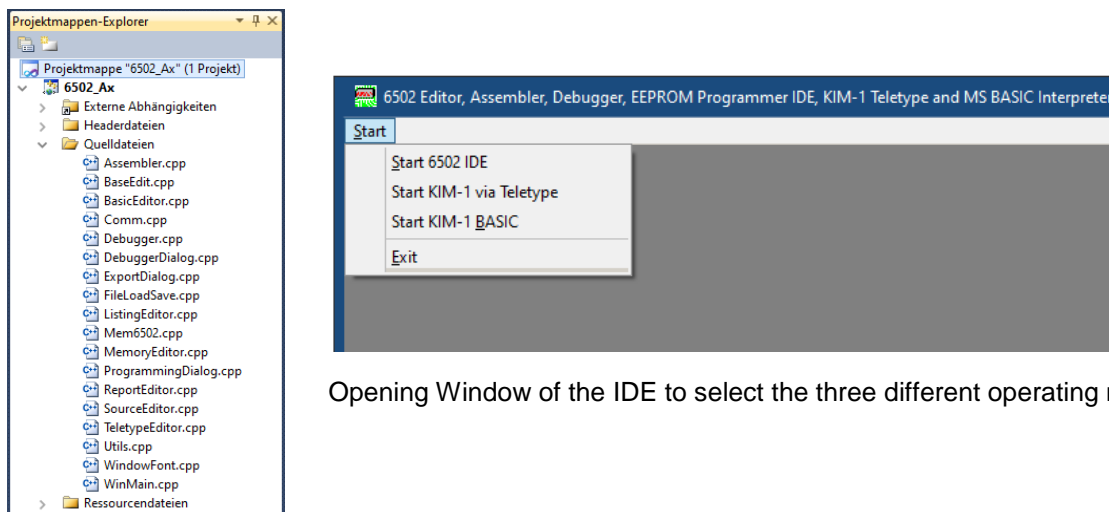 Projektmappen-Explorer
Projektmappe "6502_Ax" (1 Projekt)
6502_Ax
Externe Abhängigkeiten
Headerdateien
Quelldateien
Assembler.cpp
BaseEdit.cpp
BasicEditor.cpp
Comm.cpp
Debugger.cpp
DebuggerDialog.cpp
ExportDialog.cpp
FileLoadSave.cpp
ListingEditor.cpp
Mem6502.cpp
MemoryEditor.cpp
ProgrammingDialog.cpp
ReportEditor.cpp
SourceEditor.cpp
TeletypeEditor.cpp
Utils.cpp
WindowFont.cpp
WinMain.cpp
Ressourcendateien
6502 Editor, Assembler, Debugger, EEPROM Programmer IDE, KIM-1 Teletype and MS BASIC Interpreter
Start
Start 6502 IDE
Start KIM-1 via Teletype
Start KIM-1 BASIC
Exit
Opening Window of the IDE to select the three different operating